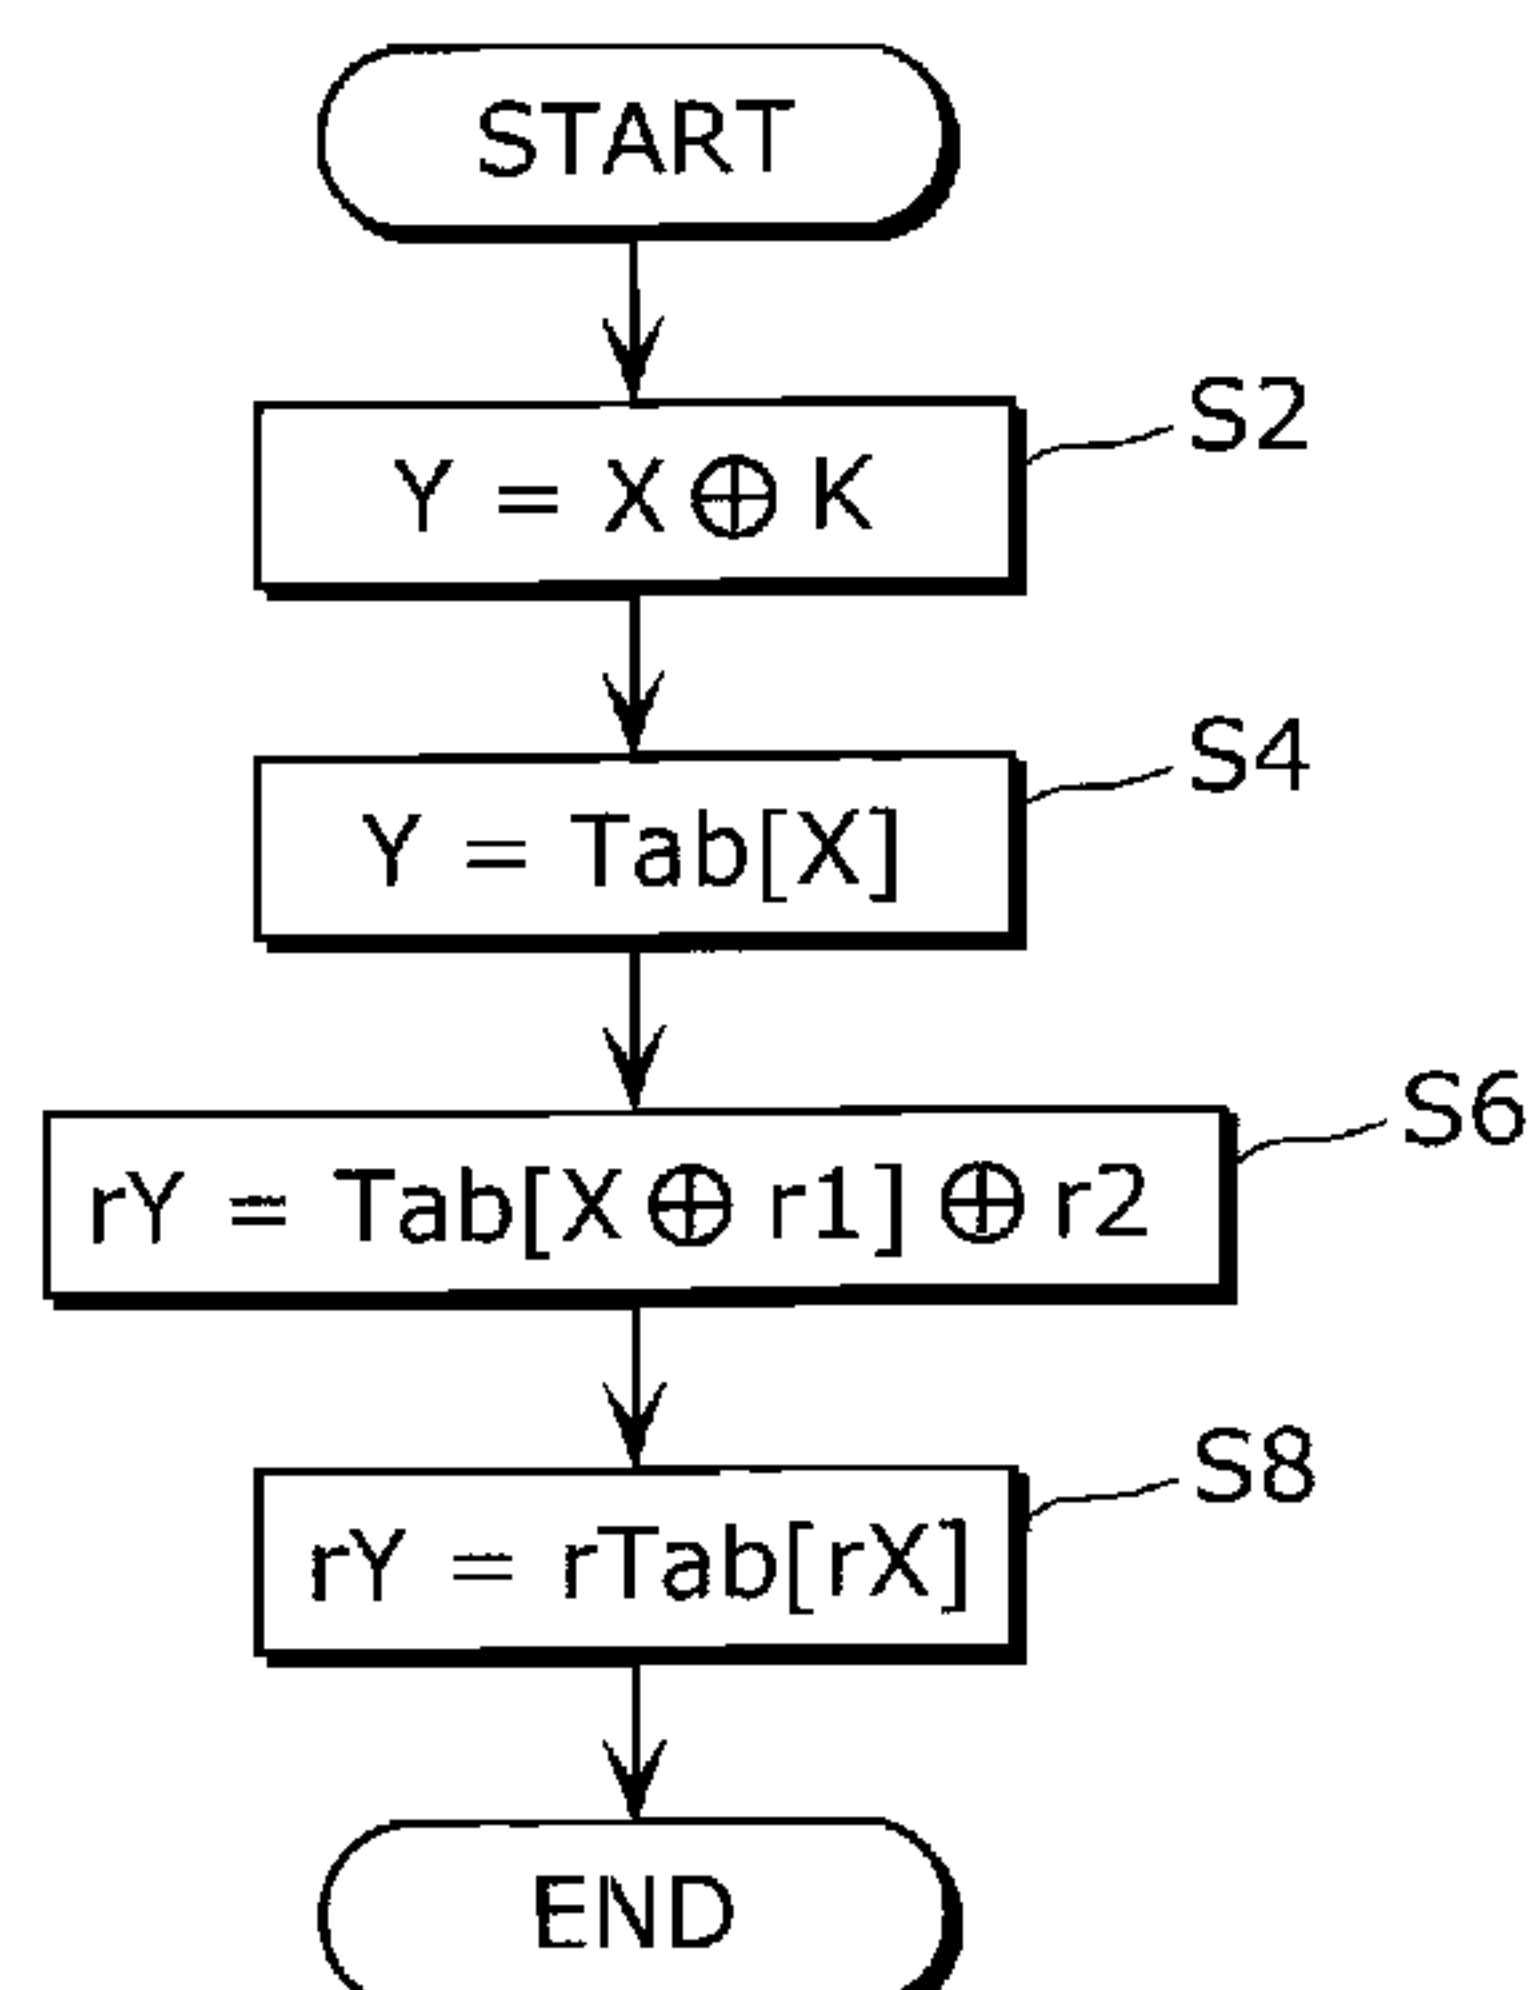 START
S2
Y = X ⊕ K
S4
Y = Tab[X]
S6
rY = Tab[X ⊕ r1] ⊕ r2
S8
rY = rTab[rX]
END